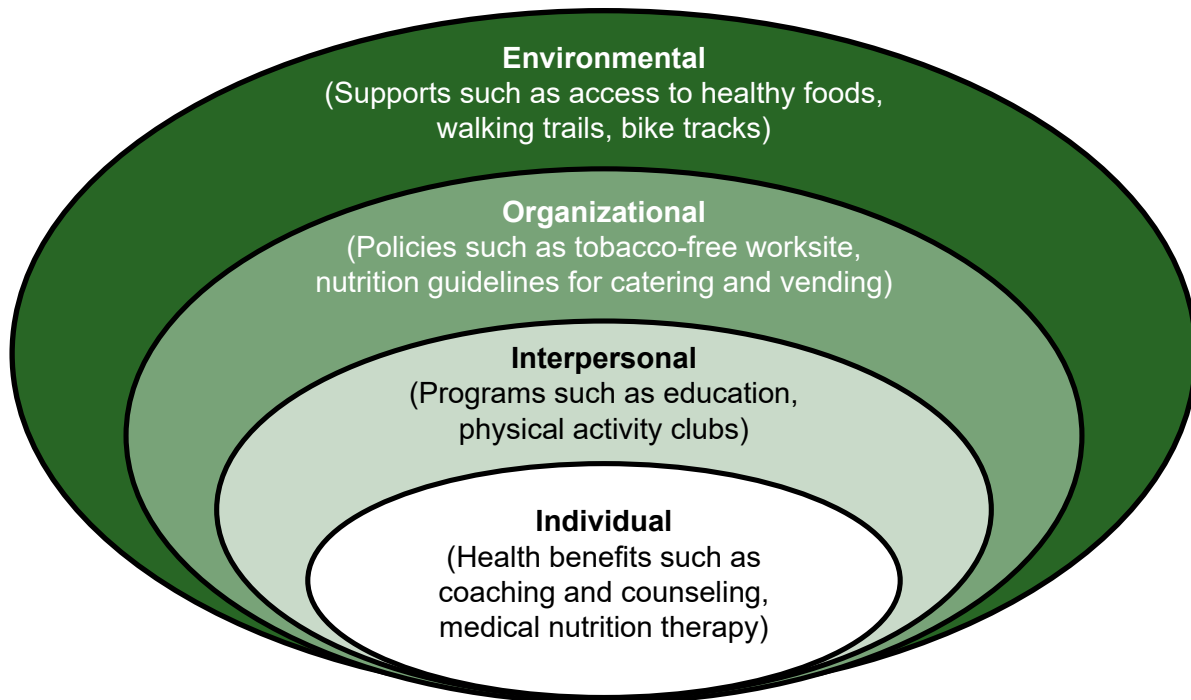 Environmental
(Supports such as access to healthy foods,
walking trails, bike tracks)
Organizational
(Policies such as tobacco-free worksite,
nutrition guidelines for catering and vending)
Interpersonal
(Programs such as education,
physical activity clubs)
Individual
(Health benefits such as
coaching and counseling,
medical nutrition therapy)